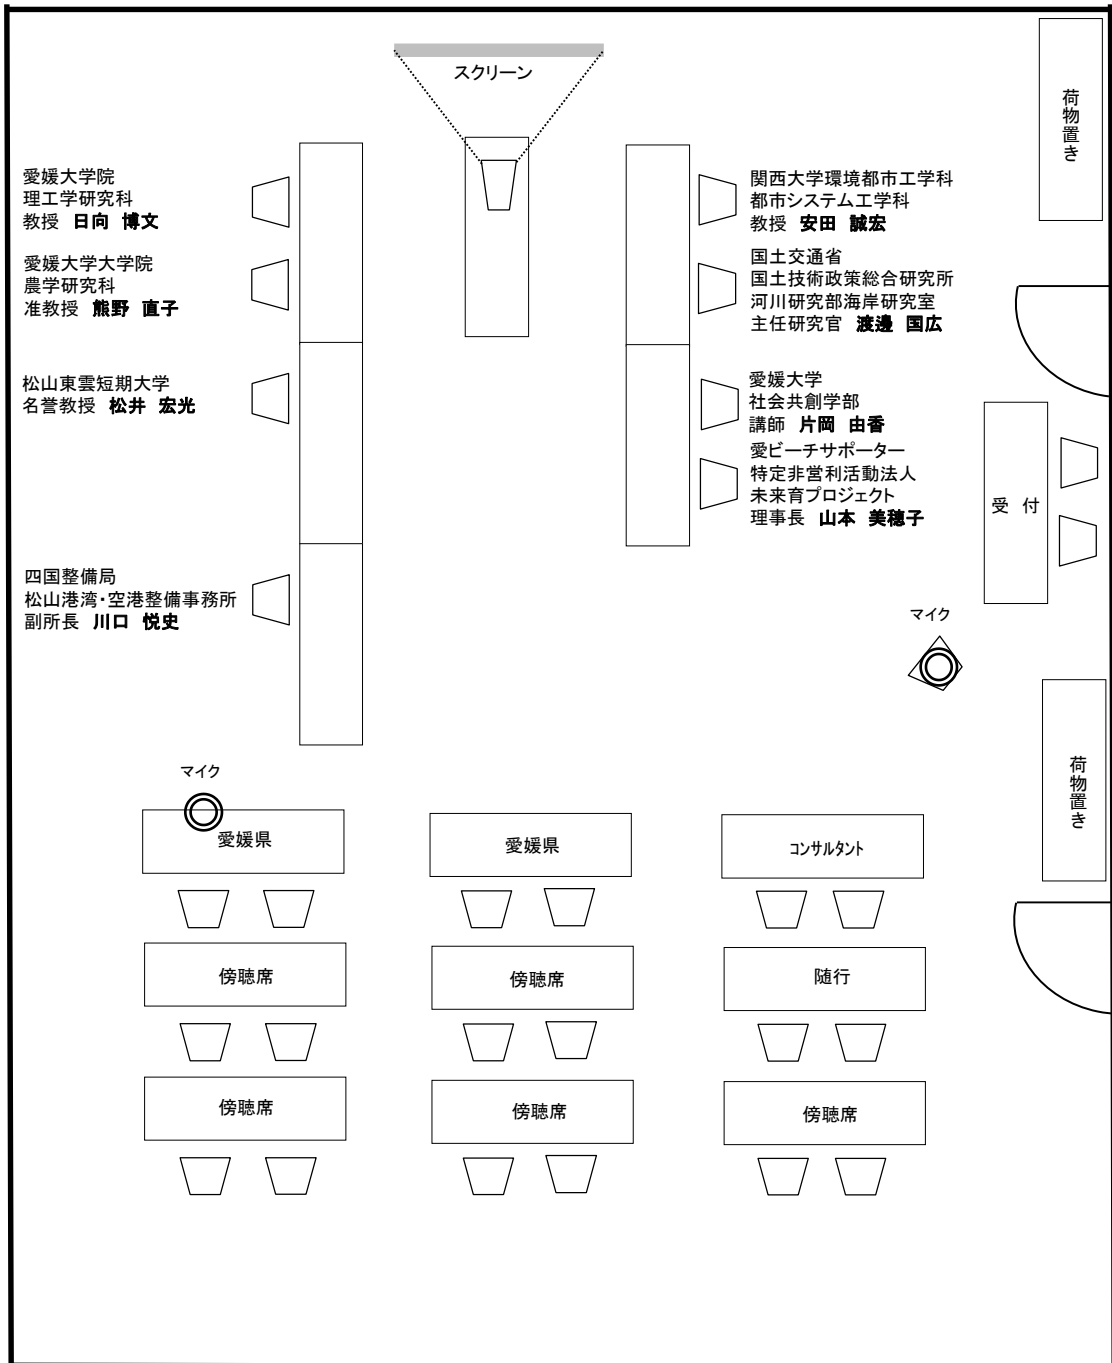 スクリーン
荷物置き
愛媛大学院
理工学研究科
教授 日向 博文
愛媛大学大学院
農学研究科
准教授 熊野 直子
松山東雲短期大学
名誉教授 松井 宏光
四国整備局
松山港湾・空港整備事務所
副所長 川口 悦史
関西大学環境都市工学科
都市システム工学科
教授 安田 誠宏
国土交通省
国土技術政策総合研究所
河川研究部海岸研究室
主任研究官 渡邊 国広
愛媛大学
社会共創学部
講師 片岡 由香
愛ビーチサポーター
特定非営利活動法人
未来育プロジェクト
理事長 山本 美穂子
受 付
マイク
荷物置き
マイク
愛媛県
愛媛県
コンサルタント
傍聴席
傍聴席
随行
傍聴席
傍聴席
傍聴席